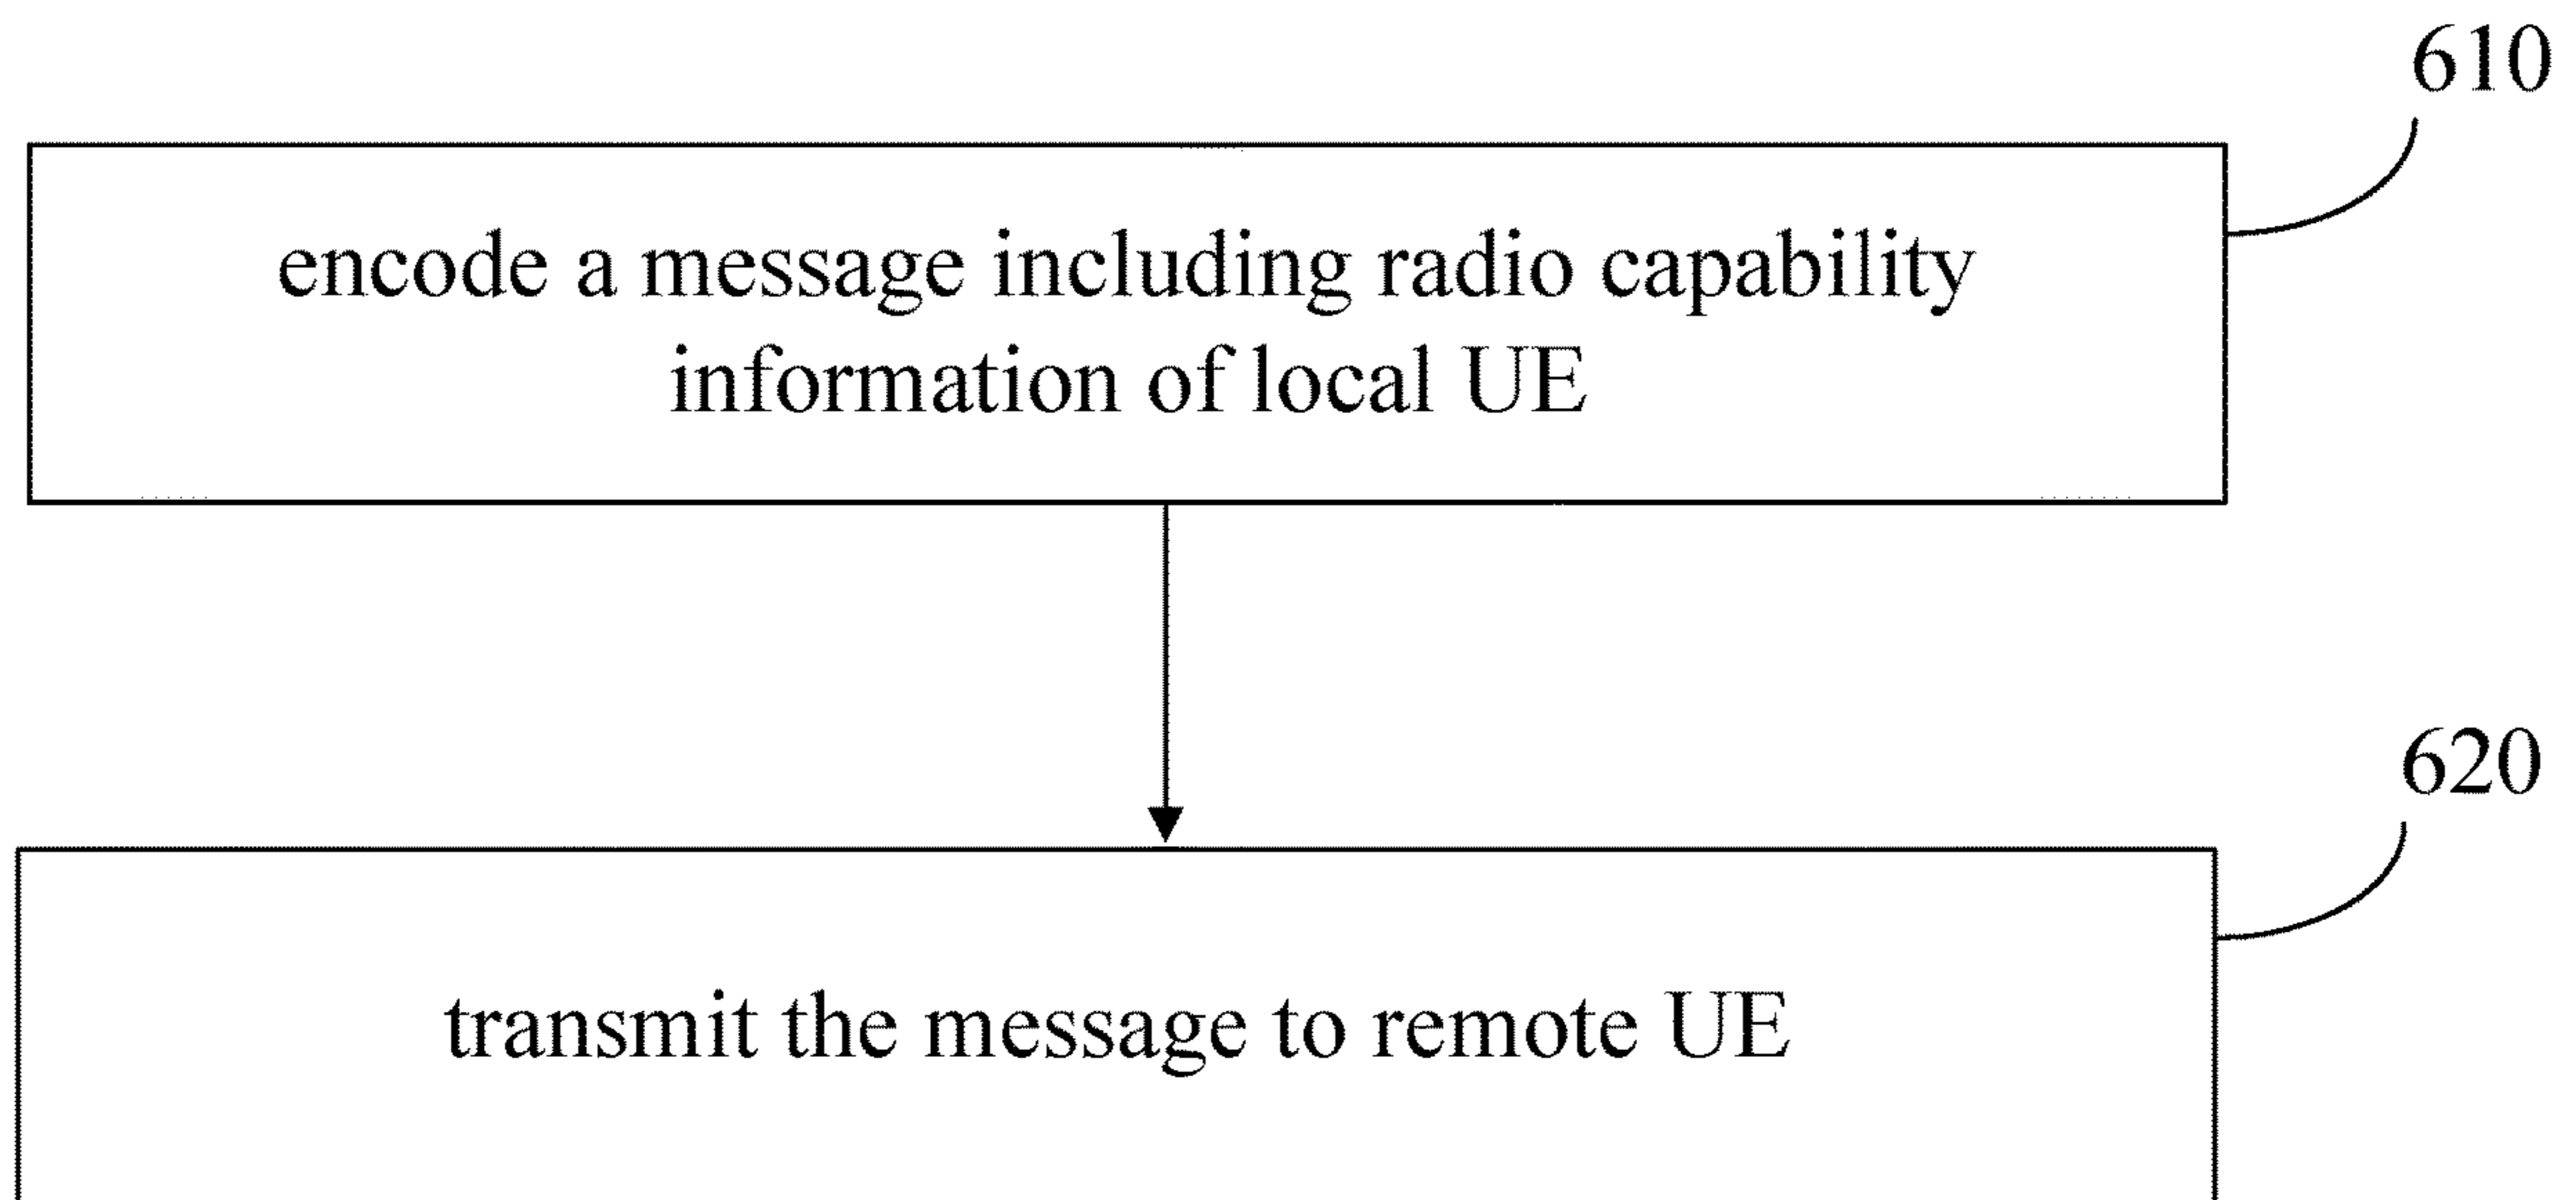 610
encode a message including radio capability
information of local UE
620
transmit the message to remote UE